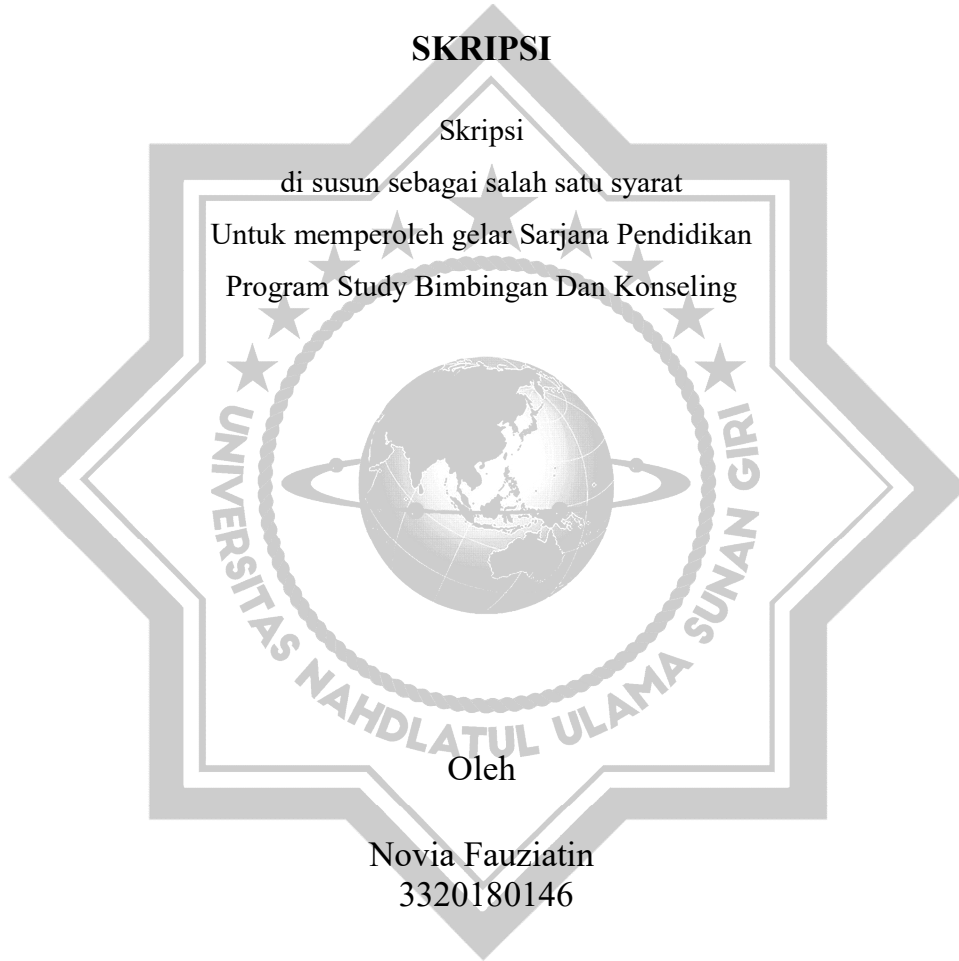 SKRIPSI
Skripsi
di susun sebagai salah satu syarat
Untuk memperoleh gelar Sarjana Pendidikan
Program Study Bimbingan Dan Konseling
UNIVERSITAS NAHDLATUL ULAMA SUNAN GIRI
Oleh
Novia Fauziatin
3320180146